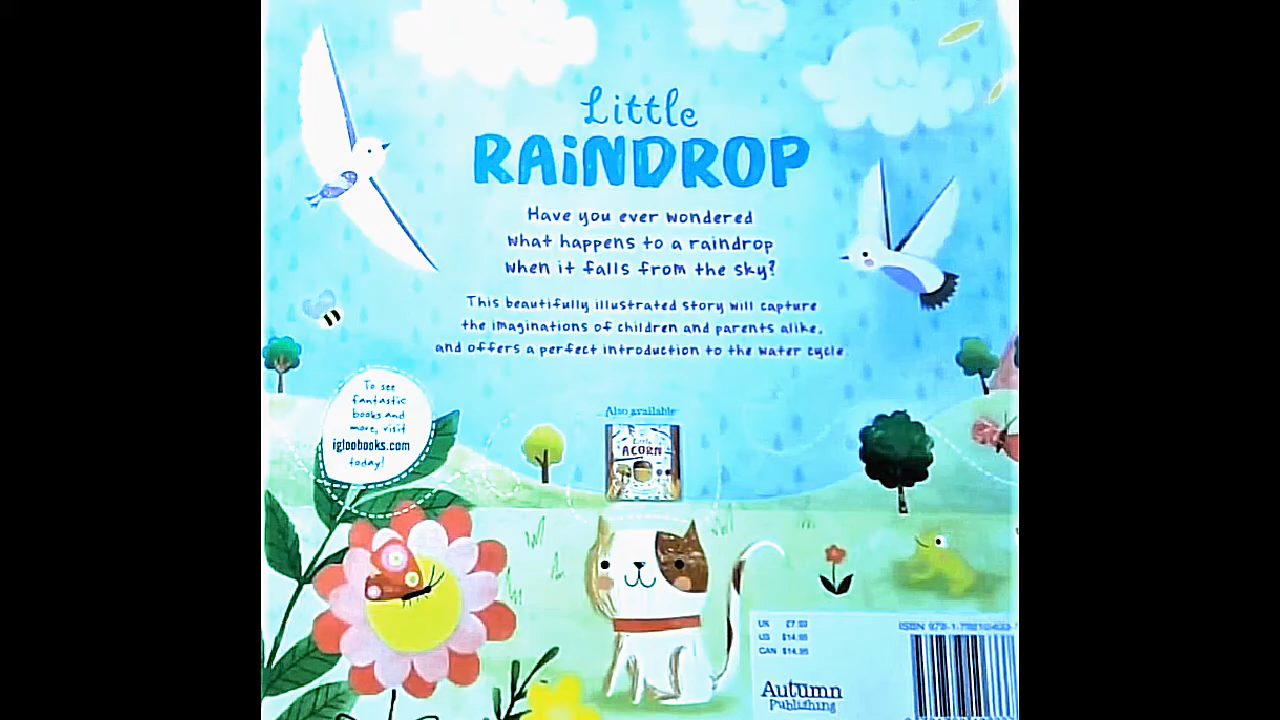 Little
RAINDROP
Have you ever wondered
what happens to a raindrop
when it falls from the sky?
This beautifully illustrated story will capture
the imaginations of children and parents alike,
and offers a perfect introduction to the water cycle.
To see
fantastic
books and
more, visit
igloobooks.com
today!
Also available
Little
ACORN
UK
US $14.99
CAN $14.99
ISBN
Autumn
Publishing